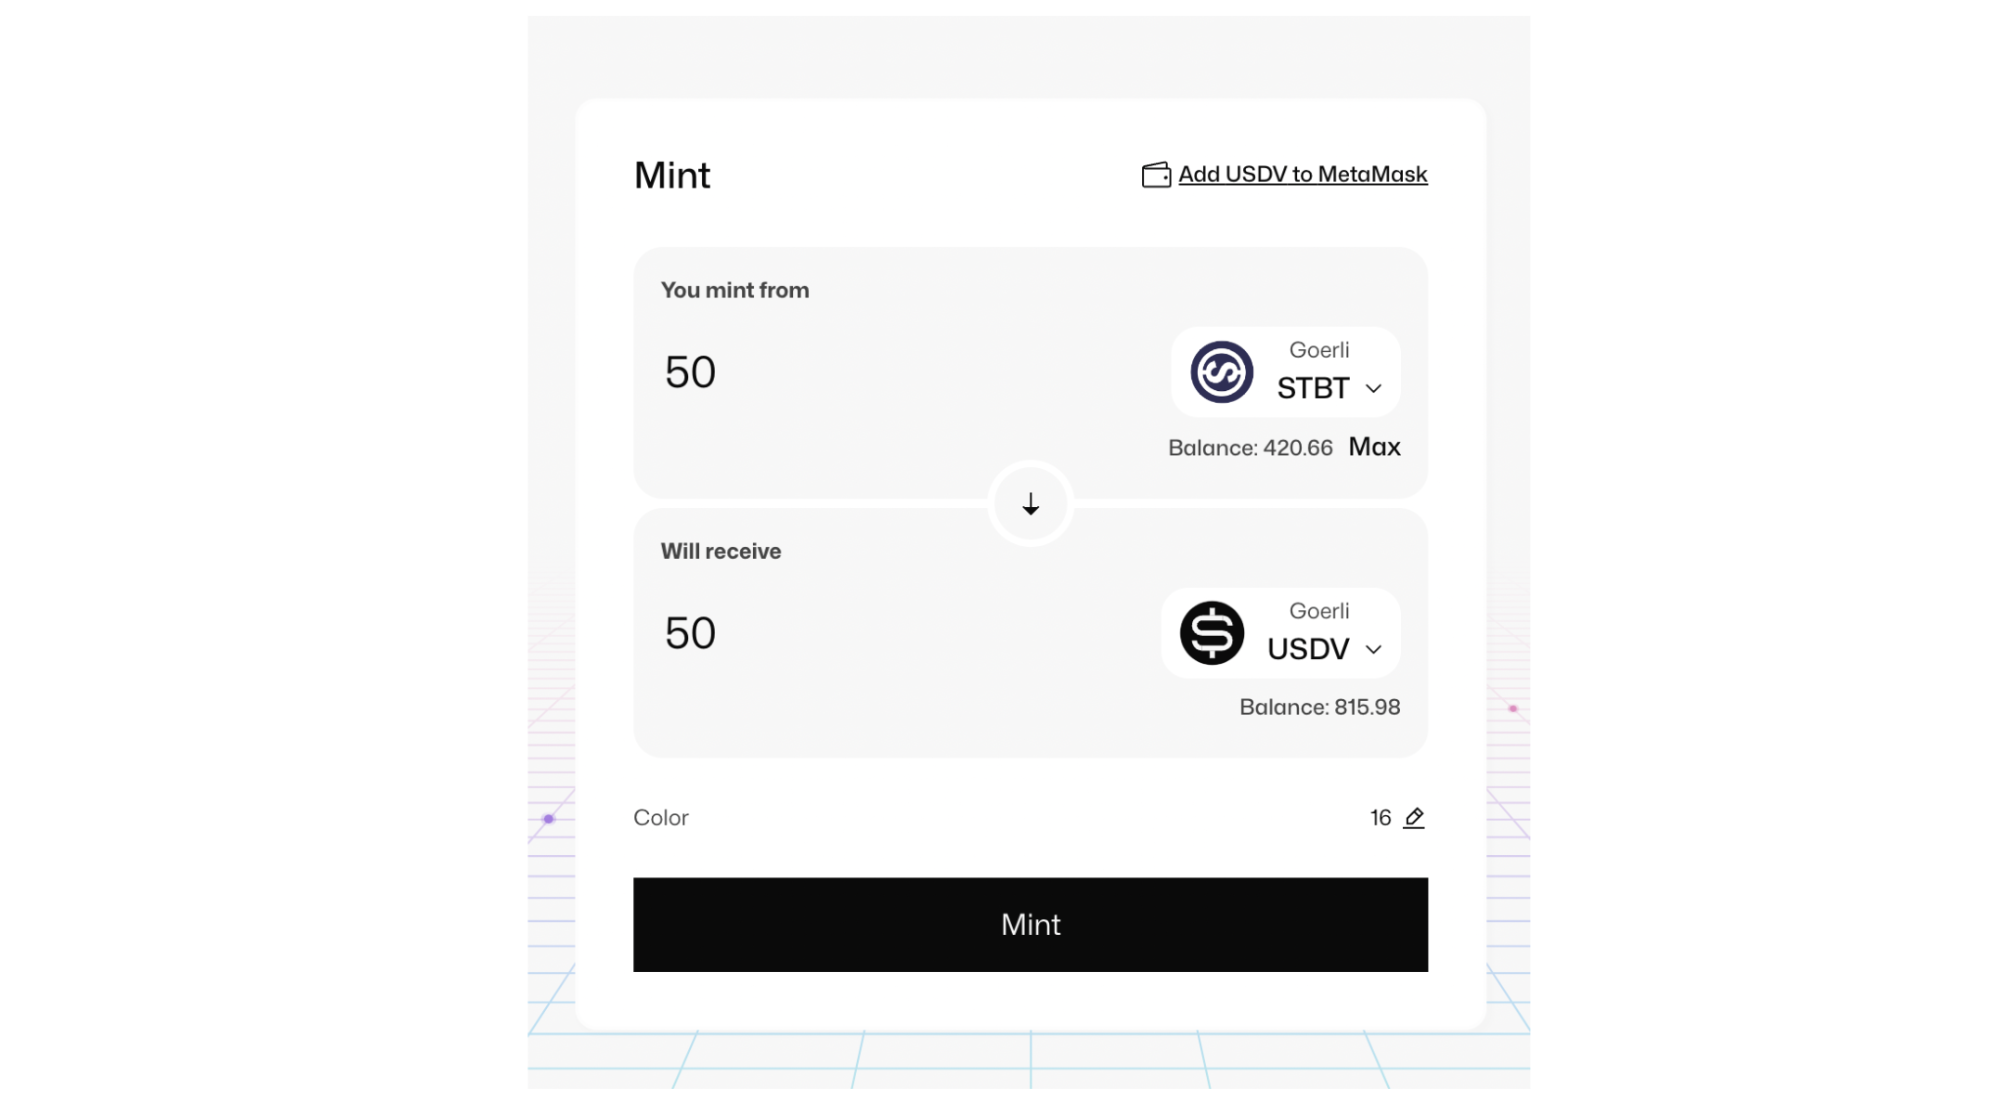 Mint
Add USDV to MetaMask
You mint from
50
Goerli
STBT
Balance: 420.66 Max
Will receive
50
Goerli
USDV
Balance: 815.98
Color
16
Mint